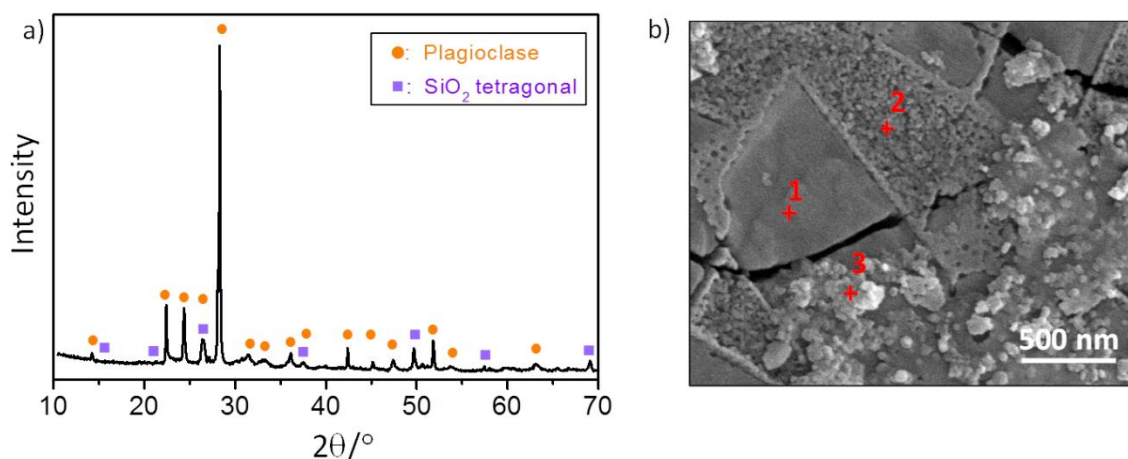 a)
●: Plagioclase
■: SiO₂ tetragonal
Intensity
10 20 30 40 50 60 70
2θ/°
b)
2
1
3
500 nm